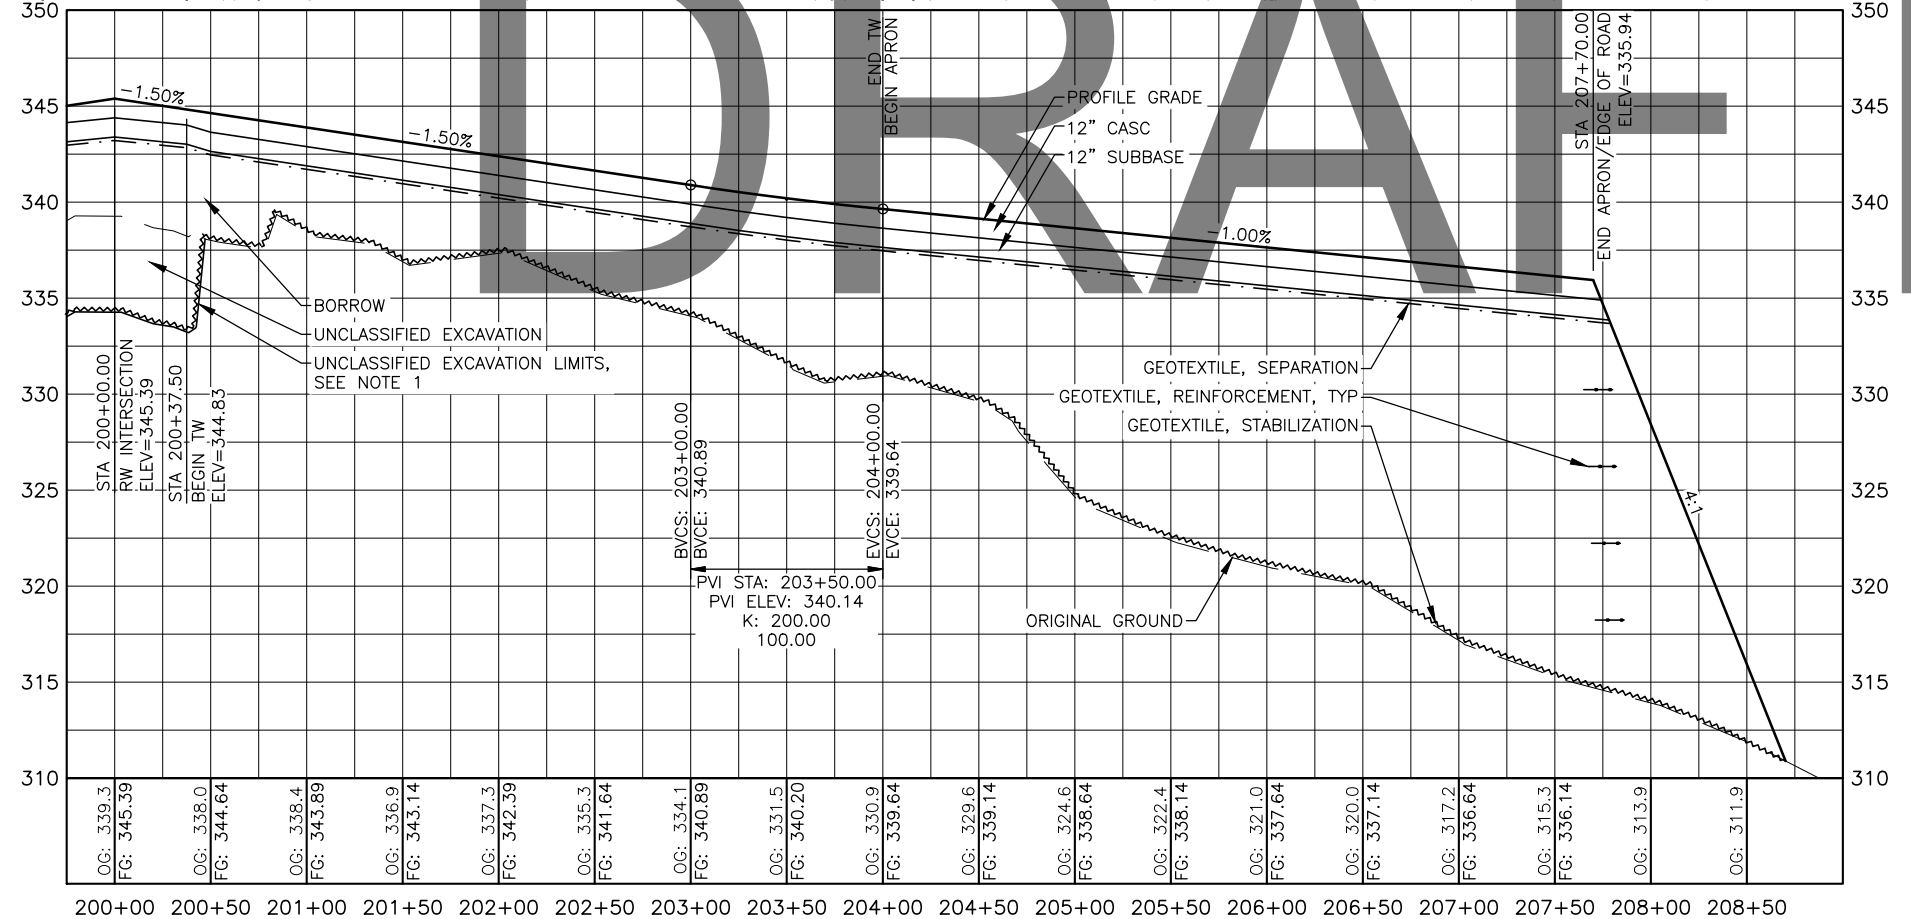 DRAF
350
345
340
335
330
325
320
315
310
350
345
340
335
330
325
320
315
310
-1.50%
-1.50%
-1.00%
4:1
END TW
BEGIN APRON
PROFILE GRADE
12" CASC
12" SUBBASE
STA 207+70.00
END APRON/EDGE OF ROAD
ELEV=335.94
BORROW
UNCLASSIFIED EXCAVATION
UNCLASSIFIED EXCAVATION LIMITS,
SEE NOTE 1
STA 200+00.00
RW INTERSECTION
ELEV=345.39
STA 200+37.50
BEGIN TW
ELEV=344.83
BVCS: 203+00.00
BVCE: 340.89
EVCS: 204+00.00
EVCE: 339.64
PVI STA: 203+50.00
PVI ELEV: 340.14
K: 200.00
100.00
GEOTEXTILE, SEPARATION
GEOTEXTILE, REINFORCEMENT, TYP
GEOTEXTILE, STABILIZATION
ORIGINAL GROUND
OG: 339.3
FG: 345.39
OG: 338.0
FG: 344.64
OG: 338.4
FG: 343.89
OG: 336.9
FG: 343.14
OG: 337.3
FG: 342.39
OG: 335.3
FG: 341.64
OG: 334.1
FG: 340.89
OG: 331.5
FG: 340.20
OG: 330.9
FG: 339.64
OG: 329.6
FG: 339.14
OG: 324.6
FG: 338.64
OG: 322.4
FG: 338.14
OG: 321.0
FG: 337.64
OG: 320.0
FG: 337.14
OG: 317.2
FG: 336.64
OG: 315.3
FG: 336.14
OG: 313.9
OG: 311.9
200+00 200+50 201+00 201+50 202+00 202+50 203+00 203+50 204+00 204+50 205+00 205+50 206+00 206+50 207+00 207+50 208+00 208+50